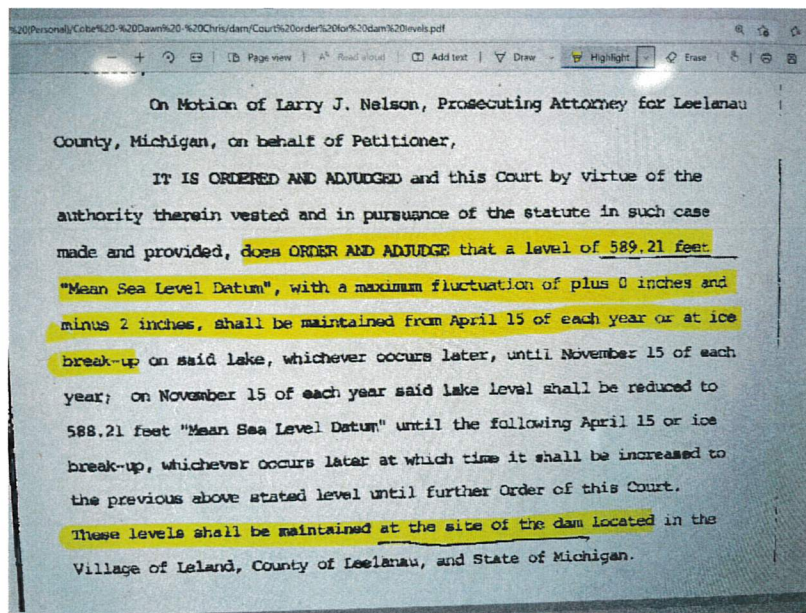 %20(Personal)/Cobe%20-%20Dawn%20-%20Chris/dam/Court%20order%20for%20dam%20levels.pdf
Page view Read aloud Add text Draw Highlight Erase
On Motion of Larry J. Nelson, Prosecuting Attorney for Leelanau
County, Michigan, on behalf of Petitioner,
IT IS ORDERED AND ADJUDGED and this Court by virtue of the
authority therein vested and in pursuance of the statute in such case
made and provided, does ORDER AND ADJUDGE that a level of 589.21 feet
"Mean Sea Level Datum", with a maximum fluctuation of plus 0 inches and
minus 2 inches, shall be maintained from April 15 of each year or at ice
break-up on said lake, whichever occurs later, until November 15 of each
year; on November 15 of each year said lake level shall be reduced to
588.21 feet "Mean Sea Level Datum" until the following April 15 or ice
break-up, whichever occurs later at which time it shall be increased to
the previous above stated level until further Order of this Court.
These levels shall be maintained at the site of the dam located in the
Village of Leland, County of Leelanau, and State of Michigan.